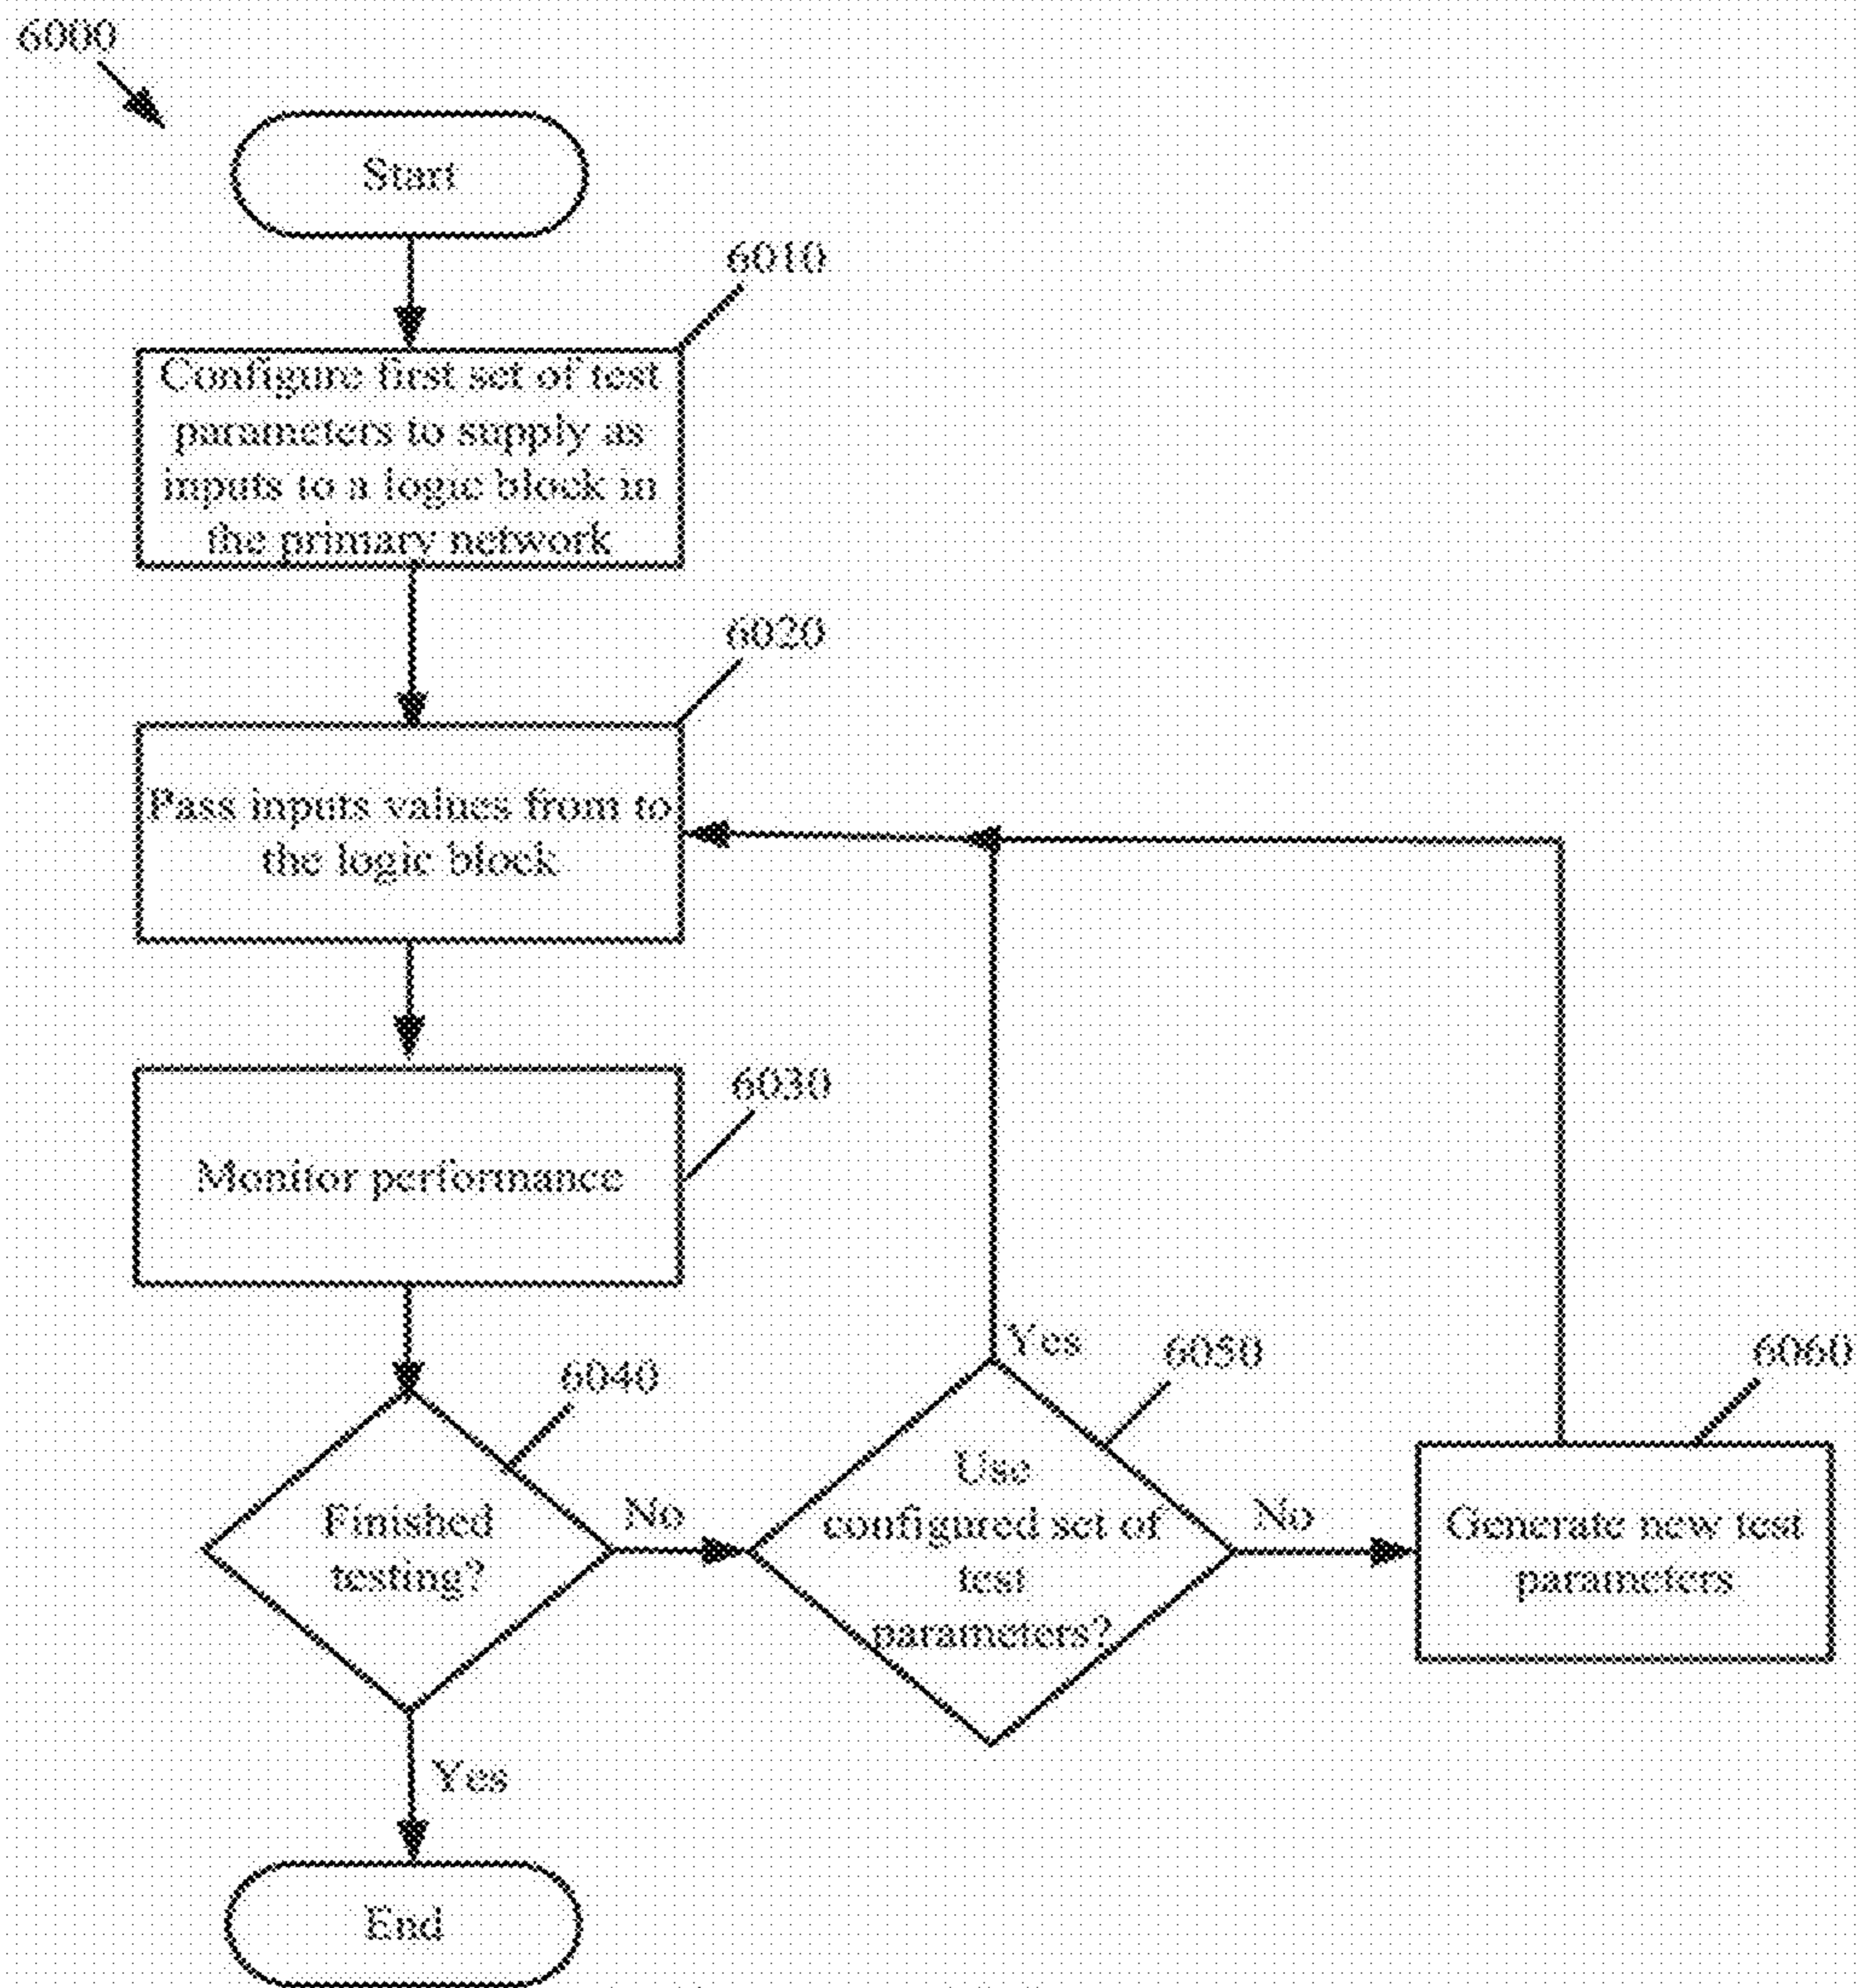 6000
Start
6010
Configure first set of test
parameters to supply as
inputs to a logic block in
the primary network
6020
Pass inputs values from to
the logic block
6030
Monitor performance
6040
Finished
testing?
No
Yes
6050
Use
configured set of
test
parameters?
No
6060
Generate new test
parameters
Yes
End